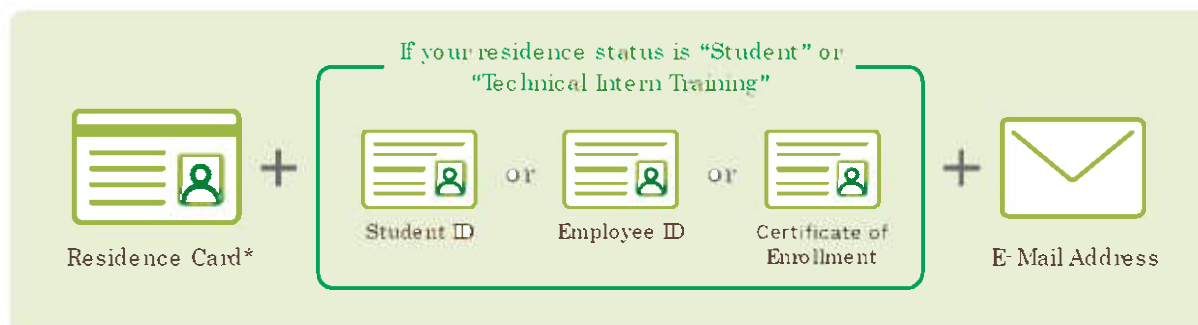 If your residence status is “Student” or
“Technical Intern Training”
+
or
or
+
Student ID
Employee ID
Certificate of
Enrollment
Residence Card*
E-Mail Address